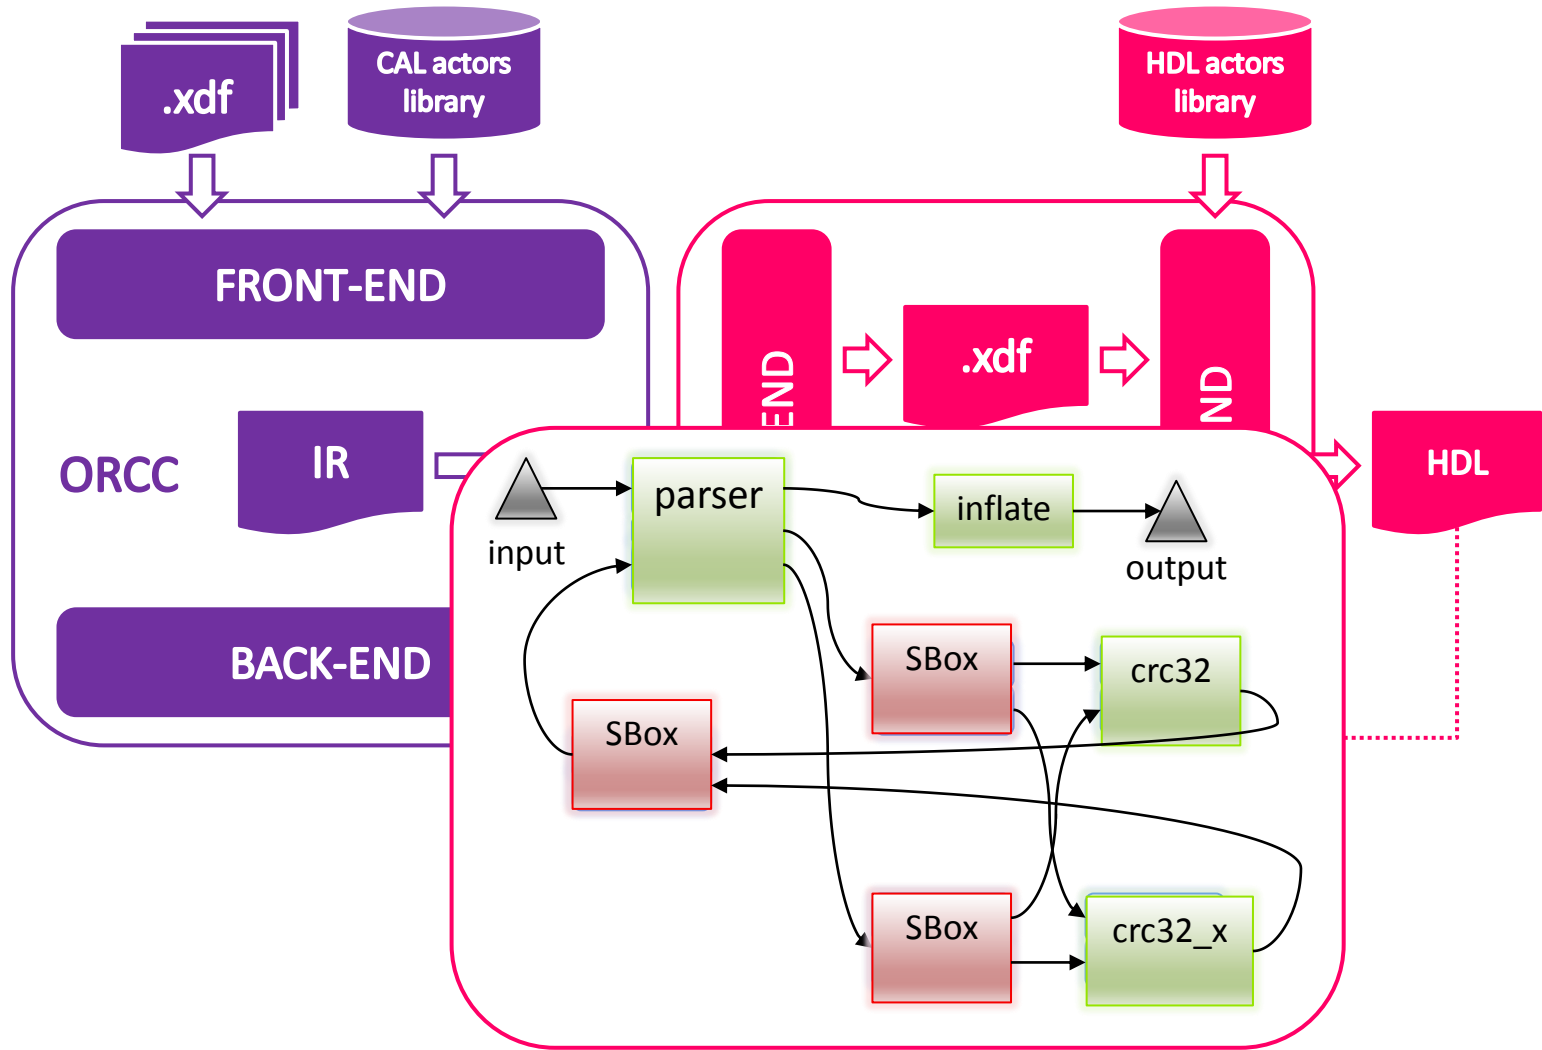 .xdf
CAL actors
library
HDL actors
library
FRONT-END
END
.xdf
ND
ORCC
IR
HDL
BACK-END
input
parser
inflate
output
SBox
crc32
SBox
SBox
crc32_x